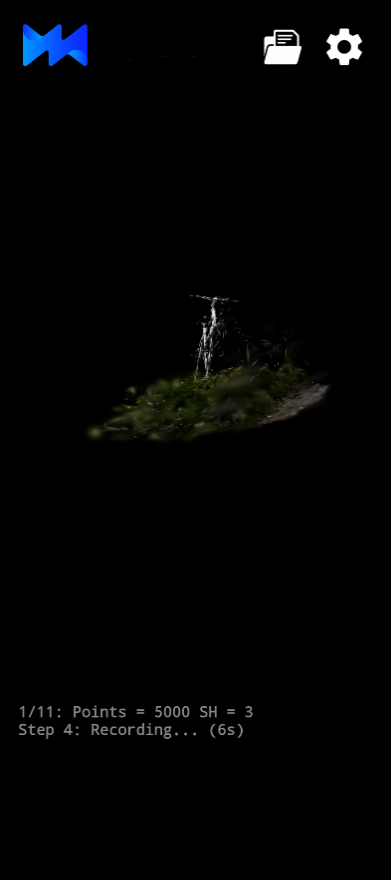 1/11: Points = 5000 SH = 3
Step 4: Recording... (6s)